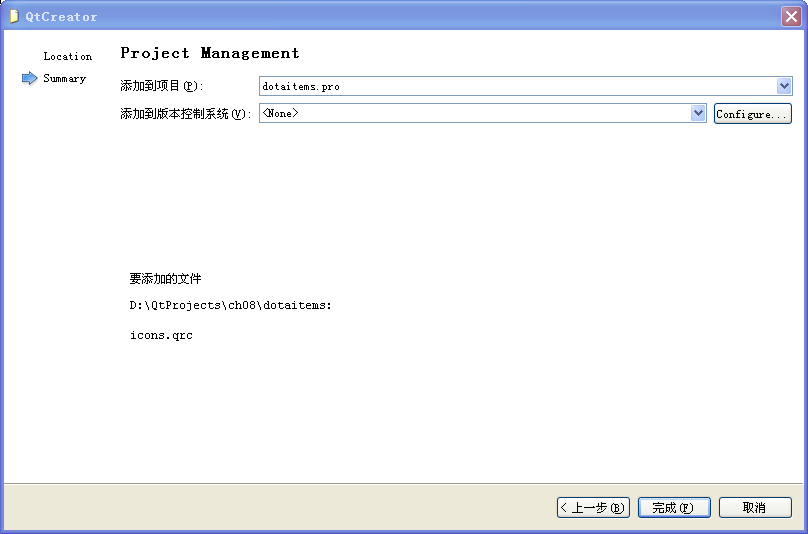 QtCreator
Location
Summary
Project Management
添加到项目(P):
dotaitems.pro
添加到版本控制系统(V):
<None>
Configure...
要添加的文件
D:\QtProjects\ch08\dotaitems:
icons.qrc
< 上一步(B)
完成(F)
取消